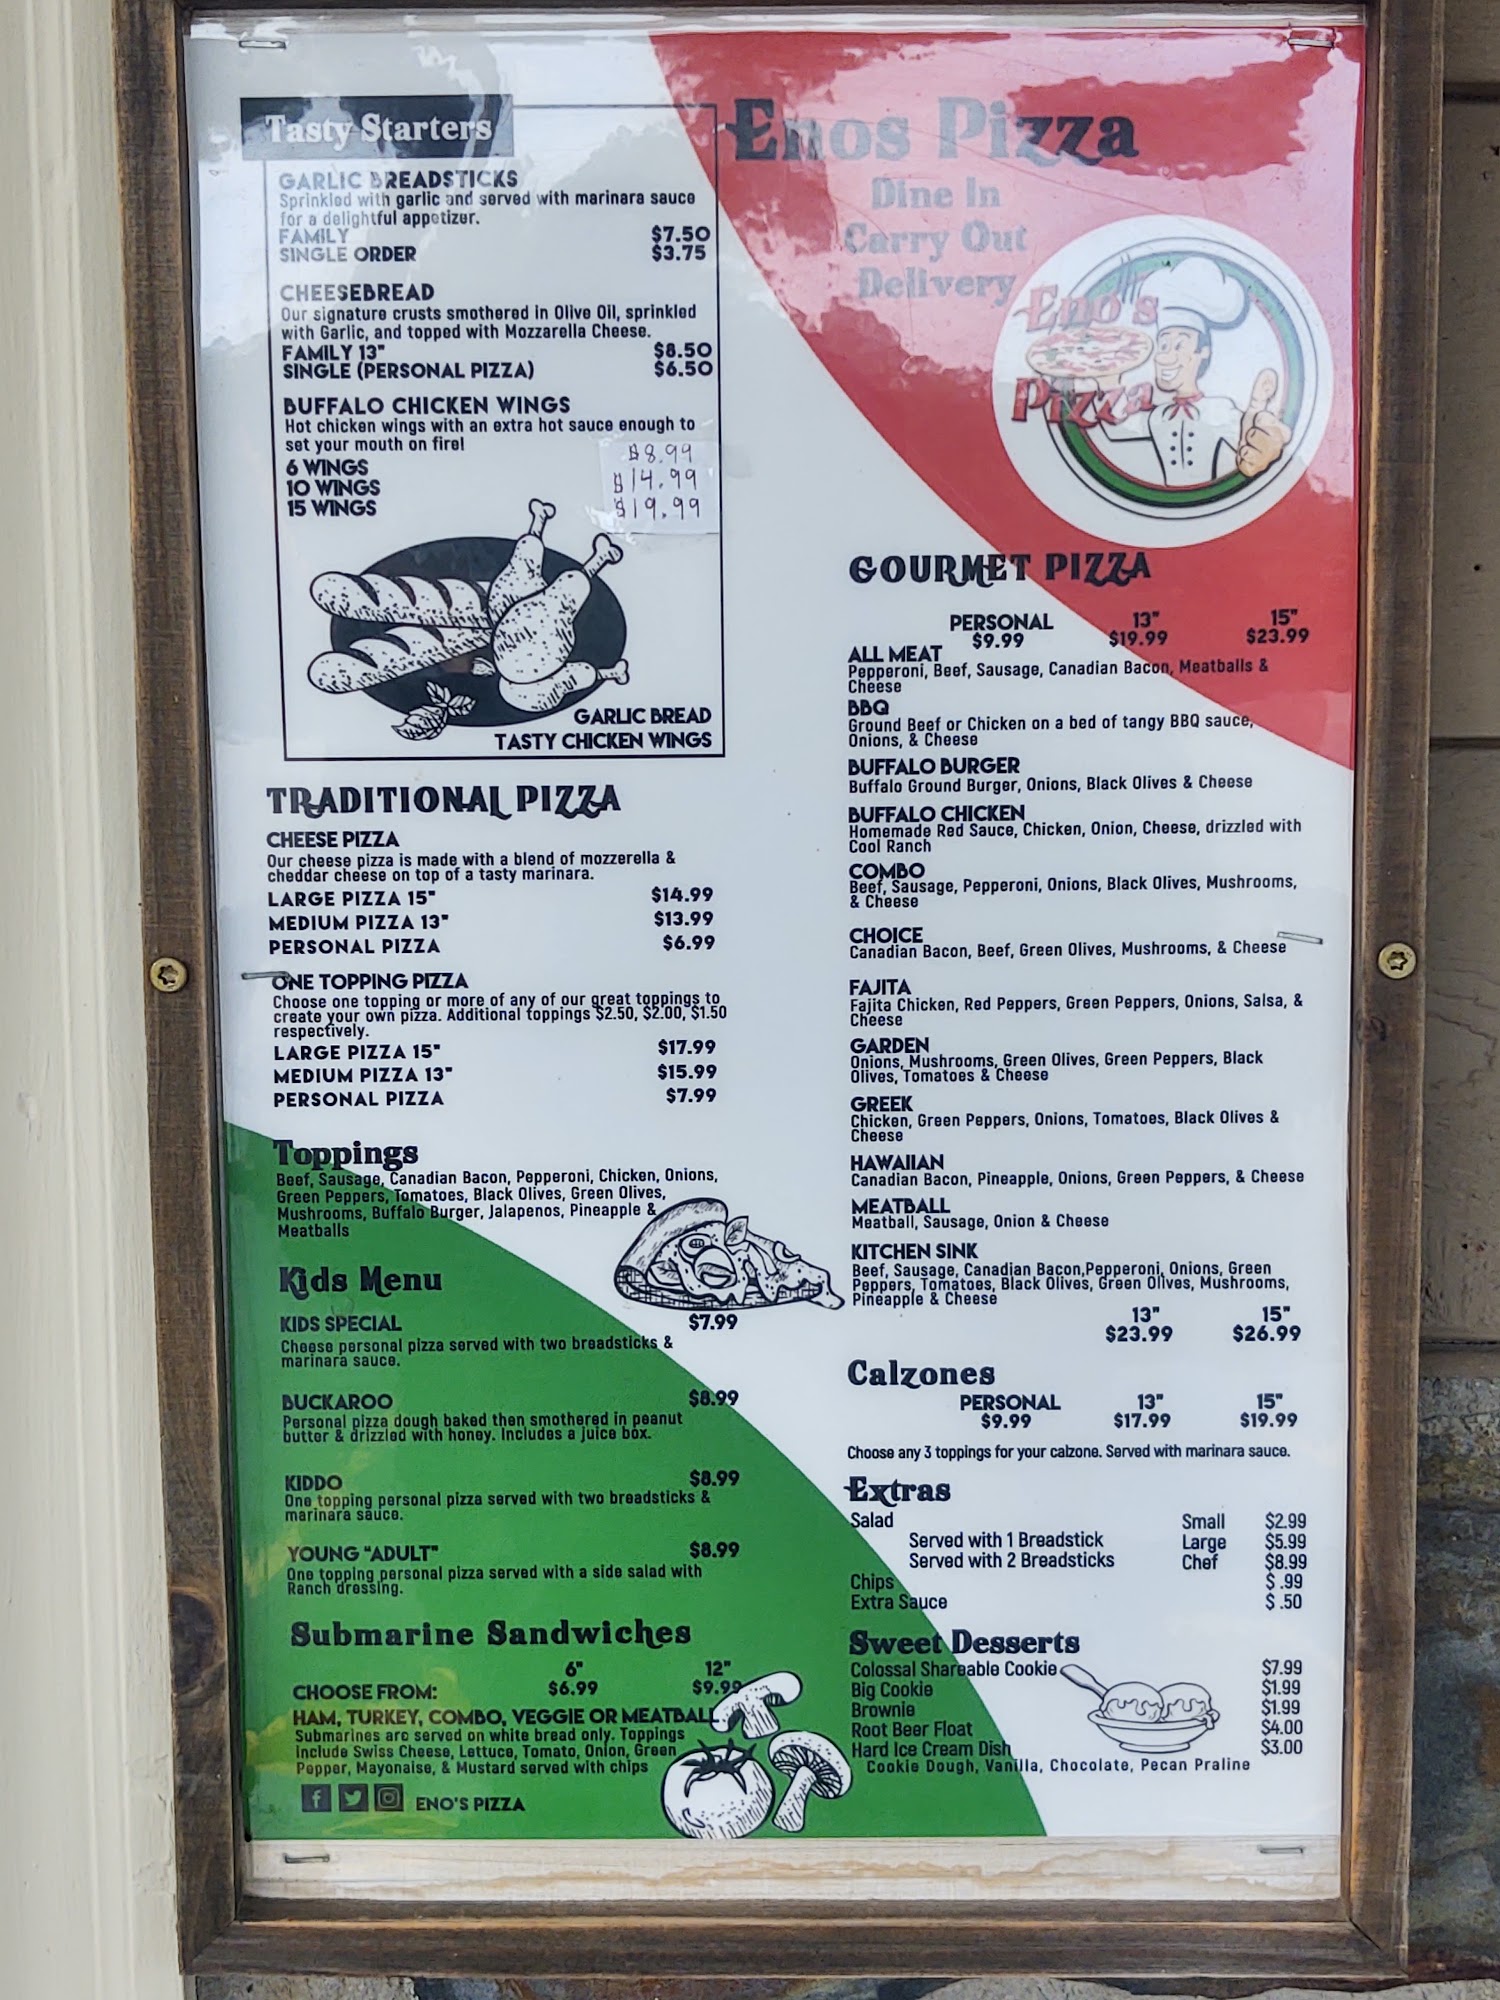 Tasty Starters
GARLIC BREADSTICKS
Sprinkled with garlic and served with marinara sauce
for a delightful appetizer.
FAMILY $7.50
SINGLE ORDER $3.75
CHEESEBREAD
Our signature crusts smothered in Olive Oil, sprinkled
with Garlic, and topped with Mozzarella Cheese.
FAMILY 13" $8.50
SINGLE (PERSONAL PIZZA) $6.50
BUFFALO CHICKEN WINGS
Hot chicken wings with an extra hot sauce enough to
set your mouth on fire!
6 WINGS $8.99
10 WINGS $14.99
15 WINGS $19.99
GARLIC BREAD
TASTY CHICKEN WINGS
TRADITIONAL PIZZA
CHEESE PIZZA
Our cheese pizza is made with a blend of mozzerella &
cheddar cheese on top of a tasty marinara.
LARGE PIZZA 15" $14.99
MEDIUM PIZZA 13" $13.99
PERSONAL PIZZA $6.99
ONE TOPPING PIZZA
Choose one topping or more of any of our great toppings to
create your own pizza. Additional toppings $2.50, $2.00, $1.50
respectively.
LARGE PIZZA 15" $17.99
MEDIUM PIZZA 13" $15.99
PERSONAL PIZZA $7.99
Toppings
Beef, Sausage, Canadian Bacon, Pepperoni, Chicken, Onions,
Green Peppers, Tomatoes, Black Olives, Green Olives,
Mushrooms, Buffalo Burger, Jalapenos, Pineapple &
Meatballs
Kids Menu
KIDS SPECIAL $7.99
Cheese personal pizza served with two breadsticks &
marinara sauce.
BUCKAROO $8.99
Personal pizza dough baked then smothered in peanut
butter & drizzled with honey. Includes a juice box.
KIDDO $8.99
One topping personal pizza served with two breadsticks &
marinara sauce.
YOUNG "ADULT" $8.99
One topping personal pizza served with a side salad with
Ranch dressing.
Submarine Sandwiches
6" 12"
CHOOSE FROM: $6.99 $9.99
HAM, TURKEY, COMBO, VEGGIE OR MEATBALL
Submarines are served on white bread only. Toppings
Include Swiss Cheese, Lettuce, Tomato, Onion, Green
Pepper, Mayonaise, & Mustard served with chips
ENO'S PIZZA
Enos Pizza
Dine In
Carry Out
Delivery
Eno's
Pizza
GOURMET PIZZA
PERSONAL 13" 15"
$9.99 $19.99 $23.99
ALL MEAT
Pepperoni, Beef, Sausage, Canadian Bacon, Meatballs &
Cheese
BBQ
Ground Beef or Chicken on a bed of tangy BBQ sauce,
Onions, & Cheese
BUFFALO BURGER
Buffalo Ground Burger, Onions, Black Olives & Cheese
BUFFALO CHICKEN
Homemade Red Sauce, Chicken, Onion, Cheese, drizzled with
Cool Ranch
COMBO
Beef, Sausage, Pepperoni, Onions, Black Olives, Mushrooms,
& Cheese
CHOICE
Canadian Bacon, Beef, Green Olives, Mushrooms, & Cheese
FAJITA
Fajita Chicken, Red Peppers, Green Peppers, Onions, Salsa, &
Cheese
GARDEN
Onions, Mushrooms, Green Olives, Green Peppers, Black
Olives, Tomatoes & Cheese
GREEK
Chicken, Green Peppers, Onions, Tomatoes, Black Olives &
Cheese
HAWAIIAN
Canadian Bacon, Pineapple, Onions, Green Peppers, & Cheese
MEATBALL
Meatball, Sausage, Onion & Cheese
KITCHEN SINK
Beef, Sausage, Canadian Bacon,Pepperoni, Onions, Green
Peppers, Tomatoes, Black Olives, Green Olives, Mushrooms,
Pineapple & Cheese
13" 15"
$23.99 $26.99
Calzones
PERSONAL 13" 15"
$9.99 $17.99 $19.99
Choose any 3 toppings for your calzone. Served with marinara sauce.
Extras
Salad Small $2.99
Served with 1 Breadstick Large $5.99
Served with 2 Breadsticks Chef $8.99
Chips $ .99
Extra Sauce $ .50
Sweet Desserts
Colossal Shareable Cookie $7.99
Big Cookie $1.99
Brownie $1.99
Root Beer Float $4.00
Hard Ice Cream Dish $3.00
Cookie Dough, Vanilla, Chocolate, Pecan Praline